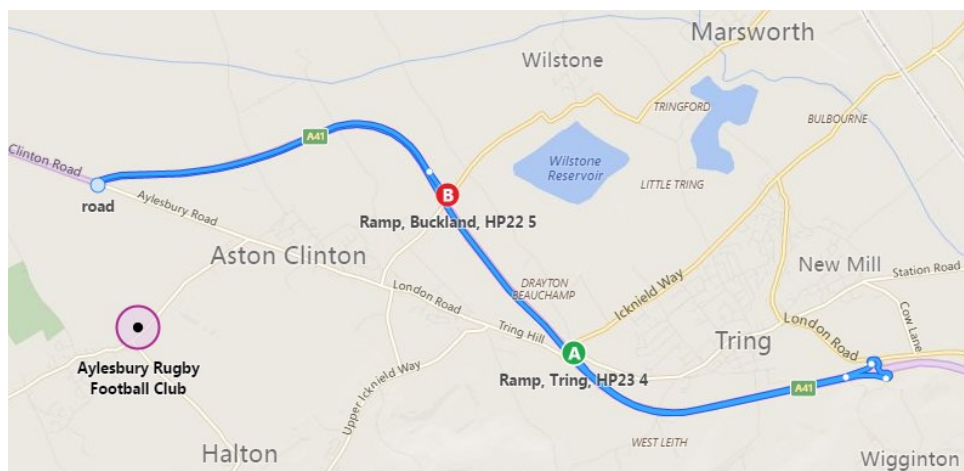 Marsworth
Wilstone
TRINGFORD
BULBOURNE
A41
Clinton Road
Wilstone
Reservoir
LITTLE TRING
road
Aylesbury Road
B
Ramp, Buckland, HP22 5
Aston Clinton
DRAYTON
BEAUCHAMP
Icknield Way
New Mill
Station Road
London Road
Cow Lane
Tring Hill
London Road
Tring
A
Aylesbury Rugby
Football Club
Upper Icknield Way
Ramp, Tring, HP23 4
A41
WEST LEITH
Halton
Wigginton